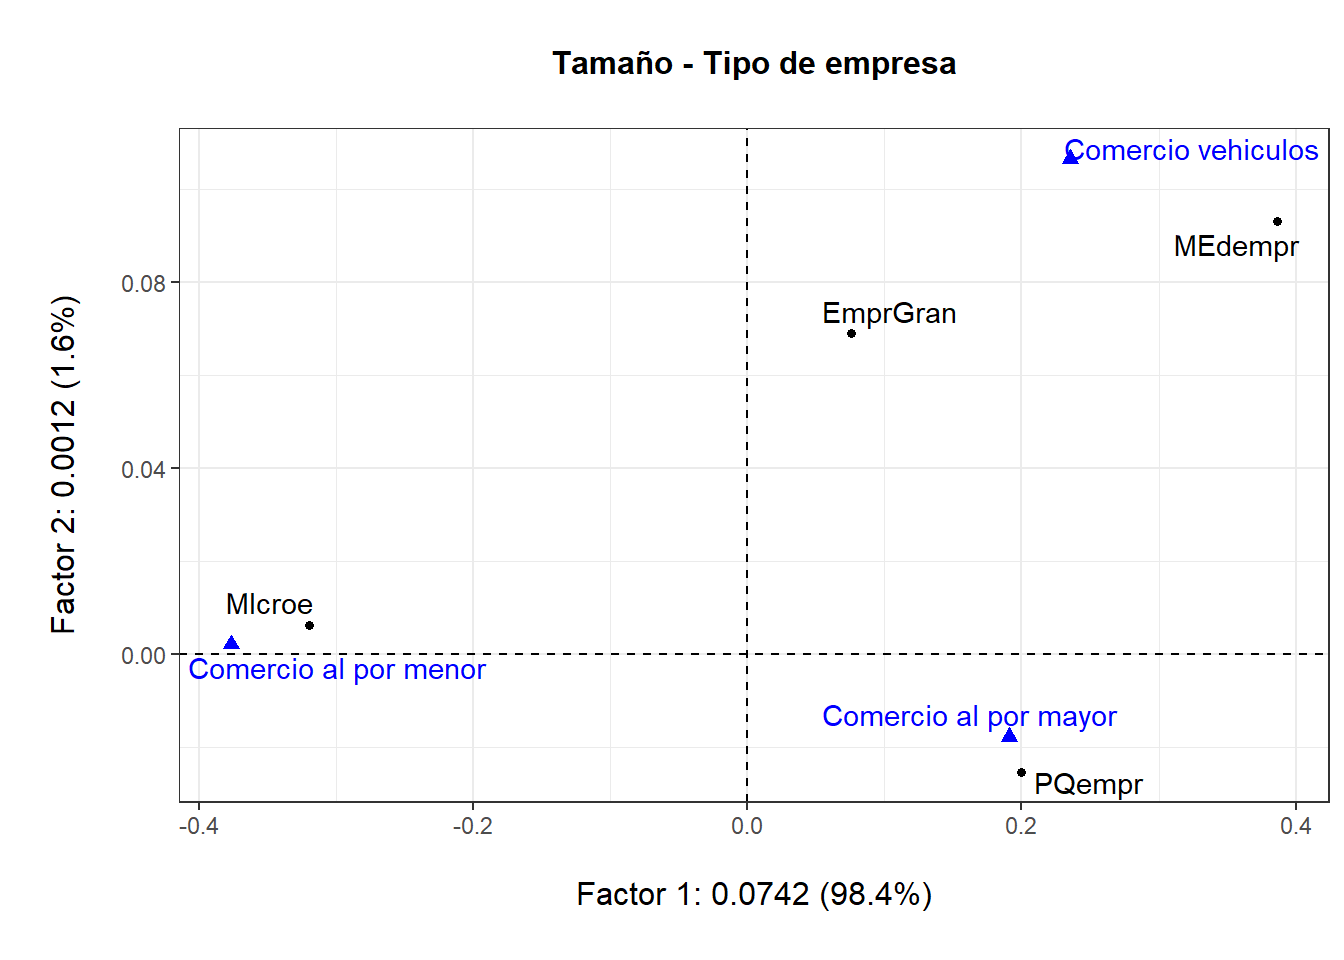 Tamaño - Tipo de empresa
Comercio vehiculos
MEdempr
0.08
EmprGran
Factor 2: 0.0012 (1.6%)
0.04
MIcroe
0.00
Comercio al por menor
Comercio al por mayor
PQempr
-0.4
-0.2
0.0
0.2
0.4
Factor 1: 0.0742 (98.4%)